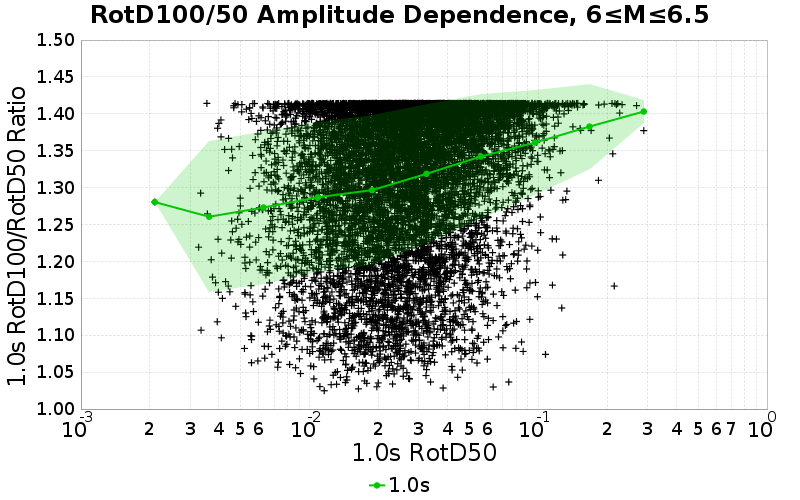 RotD100/50 Amplitude Dependence, 6≤M≤6.5
1.0s RotD100/RotD50 Ratio
1.50
1.45
1.40
1.35
1.30
1.25
1.20
1.15
1.10
1.05
1.00
10^-3 2 3 4 5 6 10^-2 2 3 4 5 6 10^-1 2 3 4 5 6 7 10^0
1.0s RotD50
1.0s